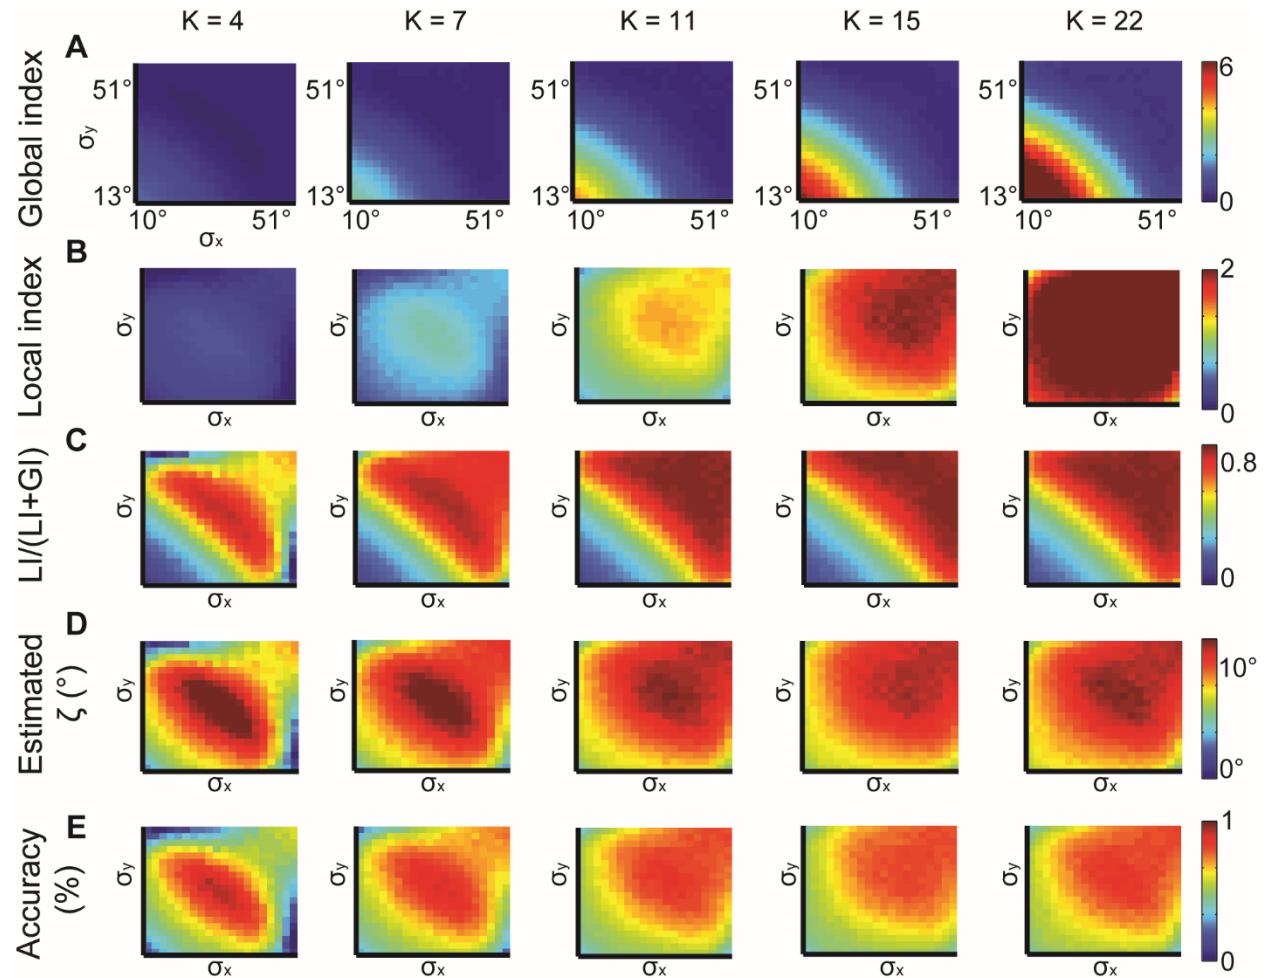 K = 4 K = 7 K = 11 K = 15 K = 22
A
Global index
51° 51° 51° 51° 51° 6
σy
13° 13° 13° 13° 13° 0
10° 51° 10° 51° 10° 51° 10° 51° 10° 51°
σx
B
Local index
2
σy σy σy σy σy
0
σx σx σx σx σx
C
LI/(LI+GI)
0.8
σy σy σy σy σy
0
σx σx σx σx σx
D
Estimated
ζ (°)
10°
σy σy σy σy σy
0°
σx σx σx σx σx
E
Accuracy
(%)
1
σy σy σy σy σy
0
σx σx σx σx σx